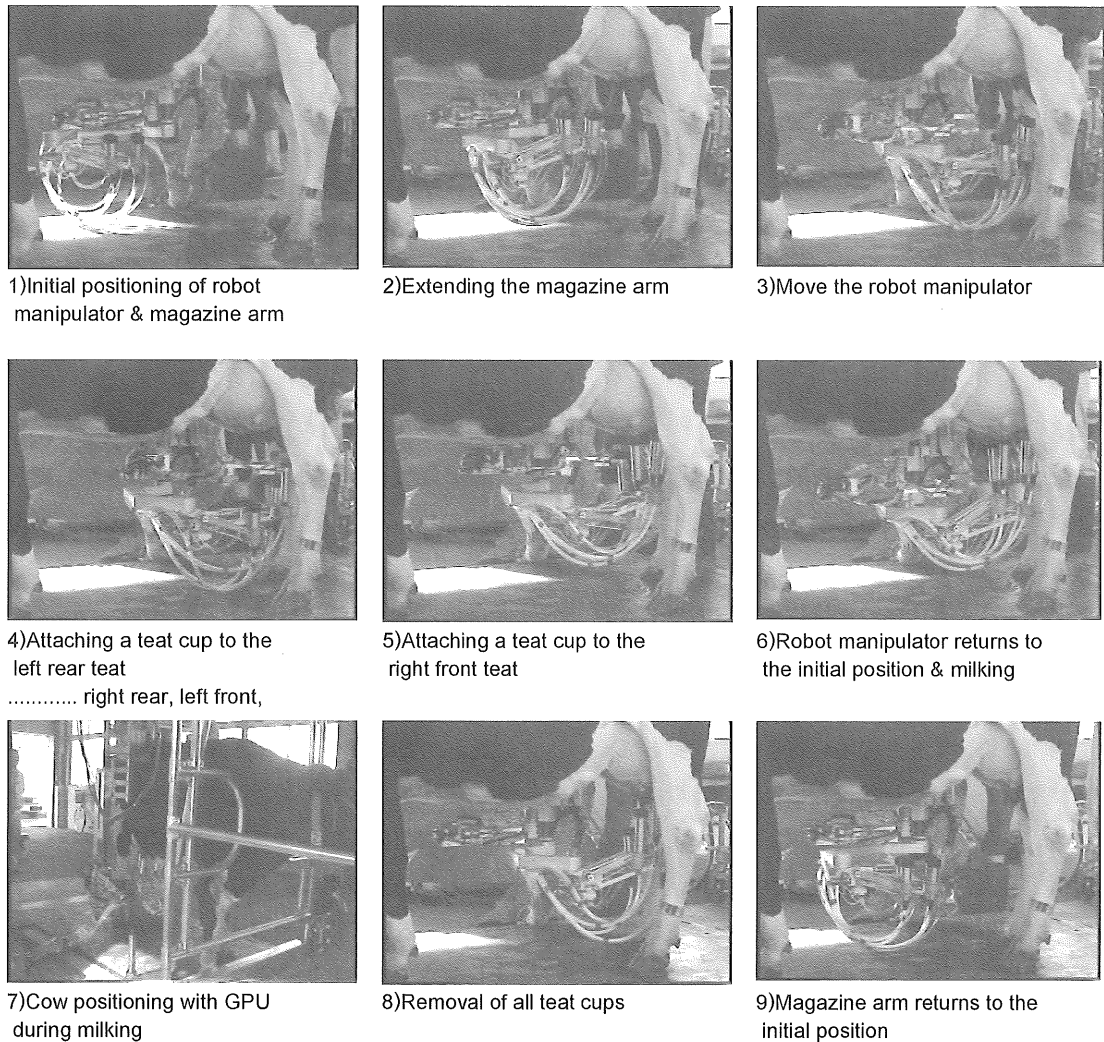 1)Initial positioning of robot
manipulator & magazine arm
2)Extending the magazine arm
3)Move the robot manipulator
4)Attaching a teat cup to the
left rear teat
............ right rear, left front,
5)Attaching a teat cup to the
right front teat
6)Robot manipulator returns to
the initial position & milking
7)Cow positioning with GPU
during milking
8)Removal of all teat cups
9)Magazine arm returns to the
initial position